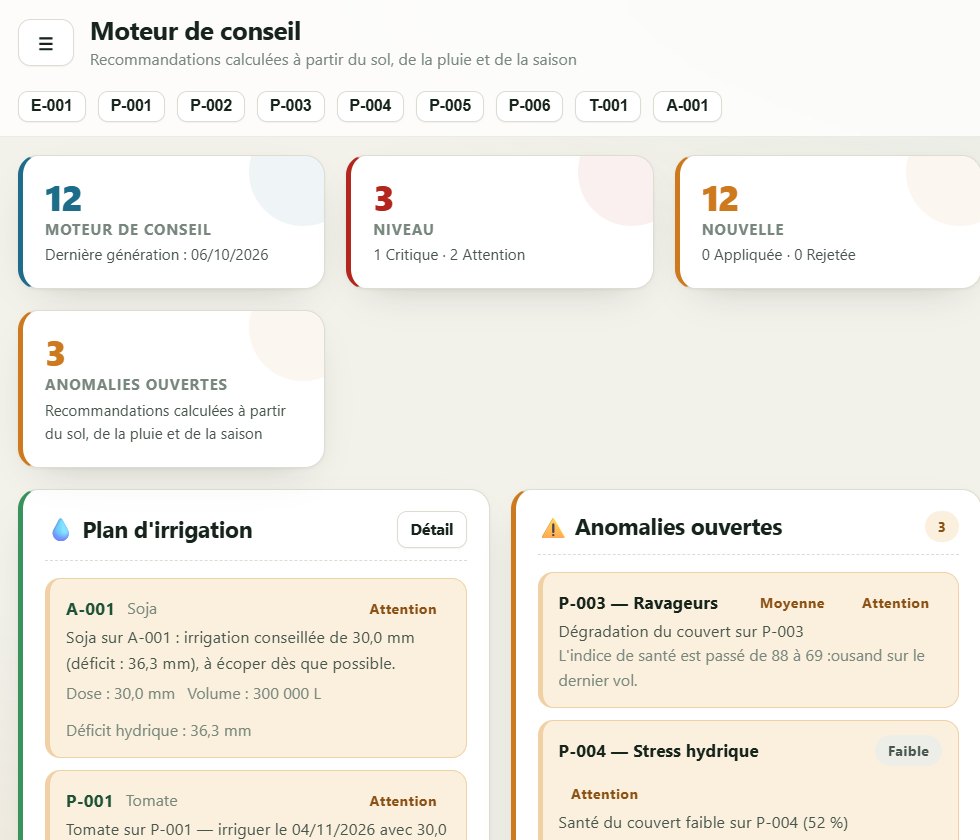 Moteur de conseil
Recommandations calculées à partir du sol, de la pluie et de la saison
E-001 P-001 P-002 P-003 P-004 P-005 P-006 T-001 A-001
12
MOTEUR DE CONSEIL
Dernière génération : 06/10/2026
3
NIVEAU
1 Critique · 2 Attention
12
NOUVELLE
0 Appliquée · 0 Rejetée
3
ANOMALIES OUVERTES
Recommandations calculées à partir
du sol, de la pluie et de la saison
Plan d'irrigation
Détail
A-001 Soja Attention
Soja sur A-001 : irrigation conseillée de 30,0 mm
(déficit : 36,3 mm), à écoper dès que possible.
Dose : 30,0 mm Volume : 300 000 L
Déficit hydrique : 36,3 mm
P-001 Tomate Attention
Tomate sur P-001 — irriguer le 04/11/2026 avec 30,0
Anomalies ouvertes
3
P-003 — Ravageurs Moyenne Attention
Dégradation du couvert sur P-003
L'indice de santé est passé de 88 à 69 :ousand sur le
dernier vol.
P-004 — Stress hydrique Faible
Attention
Santé du couvert faible sur P-004 (52 %)